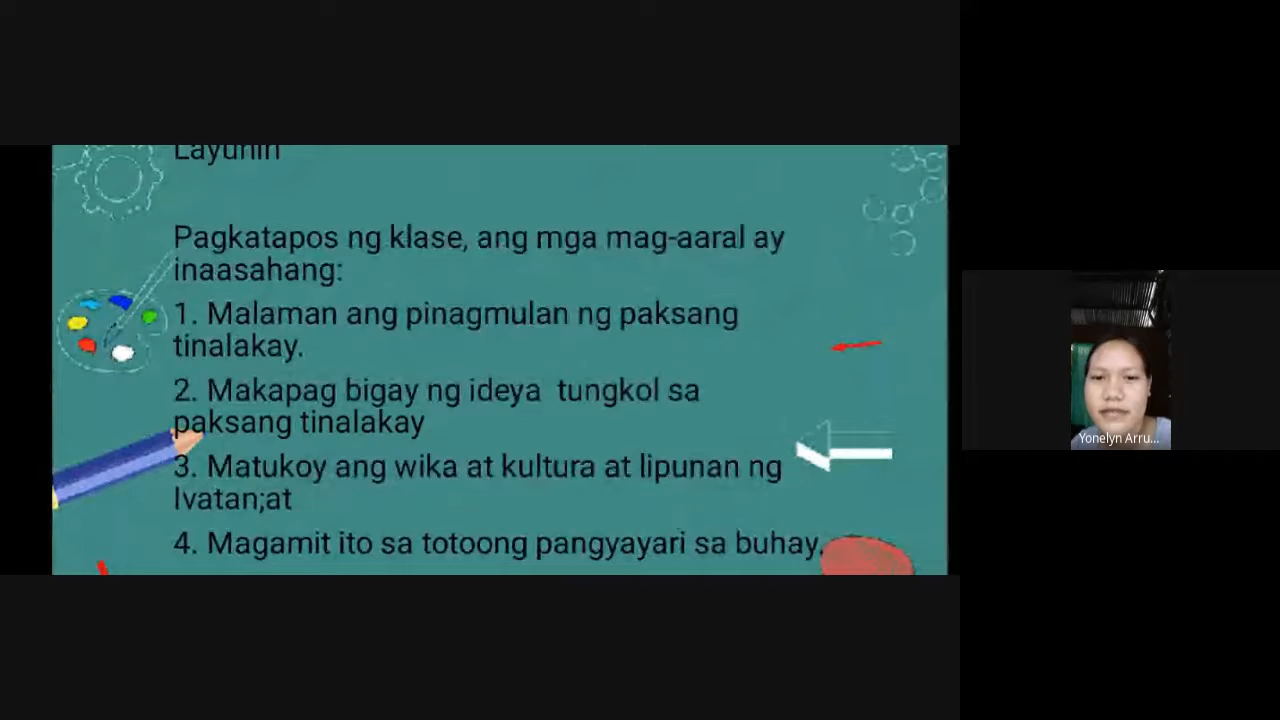 Layunin
Pagkatapos ng klase, ang mga mag-aaral ay
inaasahang:
1. Malaman ang pinagmulan ng paksang
tinalakay.
2. Makapag bigay ng ideya  tungkol sa
paksang tinalakay
3. Matukoy ang wika at kultura at lipunan ng
Ivatan;at
4. Magamit ito sa totoong pangyayari sa buhay.
Yonelyn Arru...